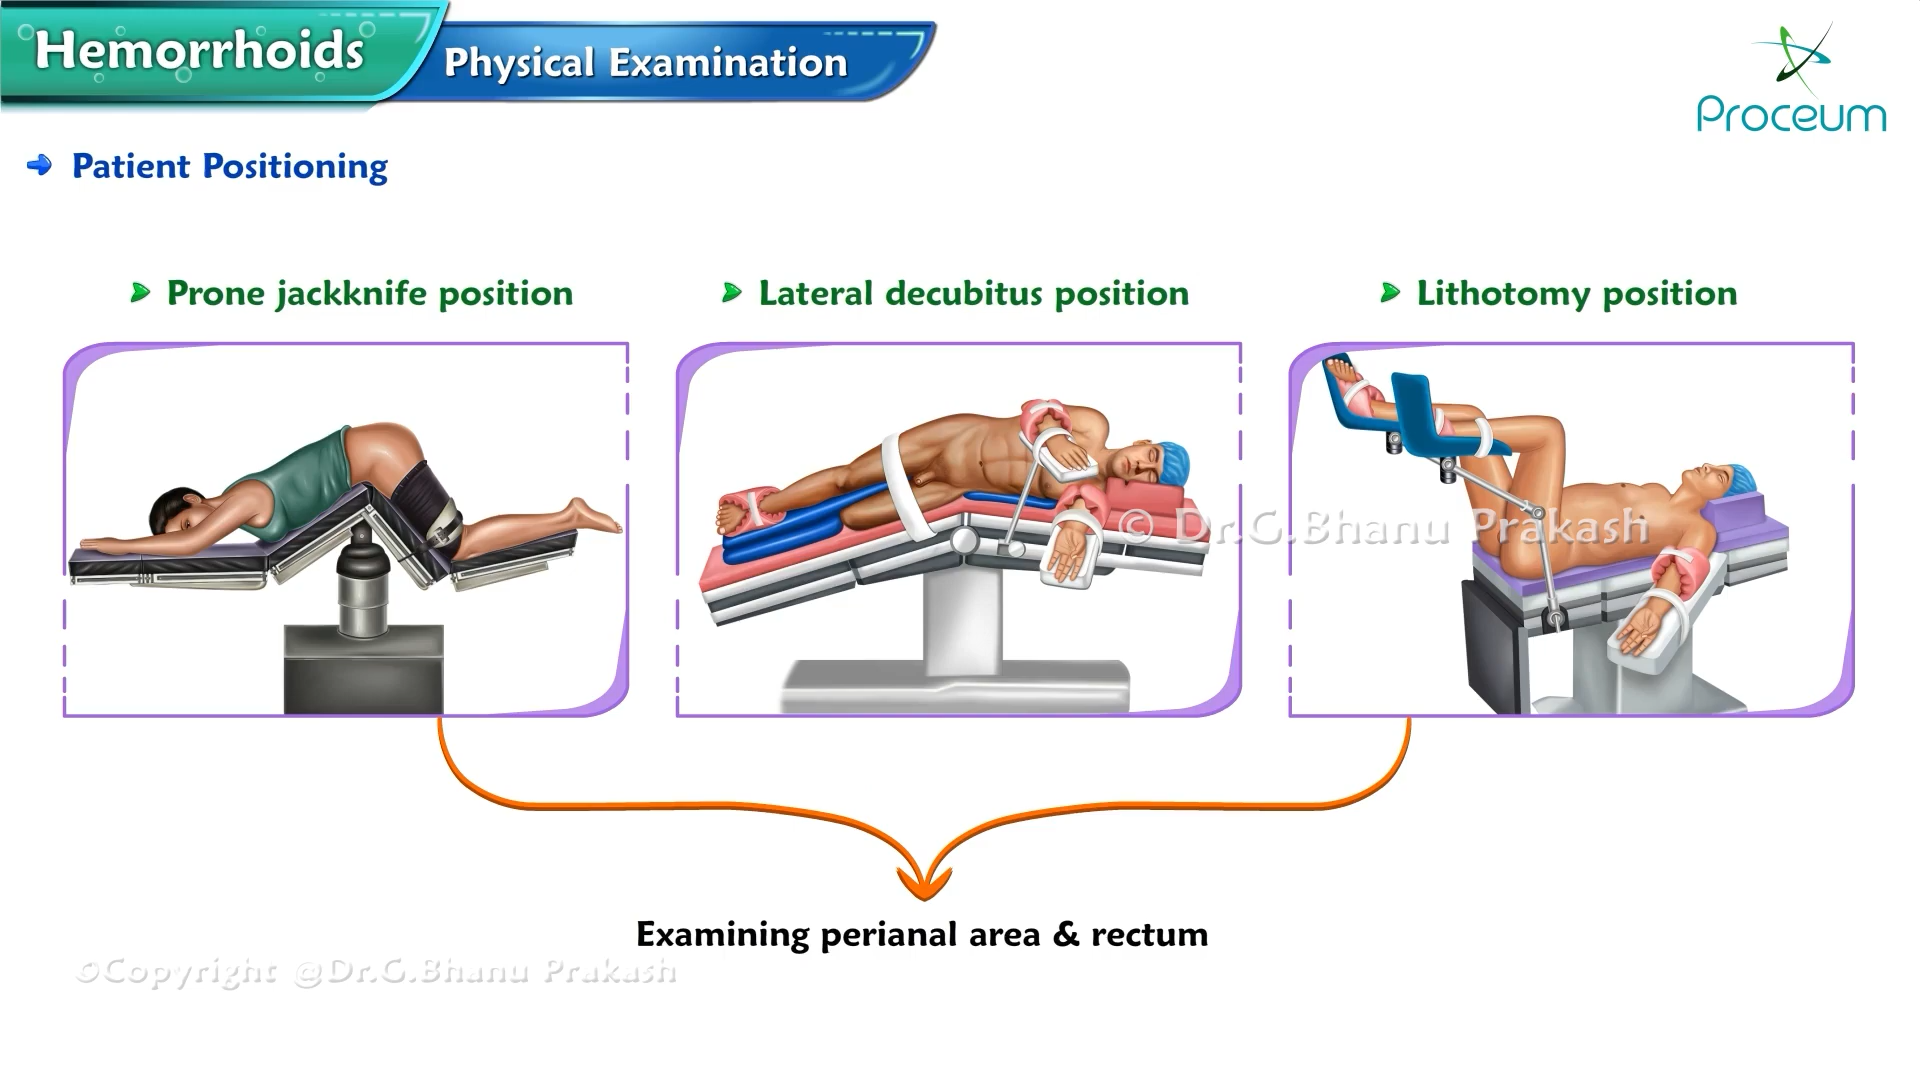 Hemorrhoids
Physical Examination
Proceum
Patient Positioning
Prone jackknife position
Lateral decubitus position
Lithotomy position
© Dr.G.Bhanu Prakash
Examining perianal area & rectum
©Copyright @Dr.G.Bhanu Prakash